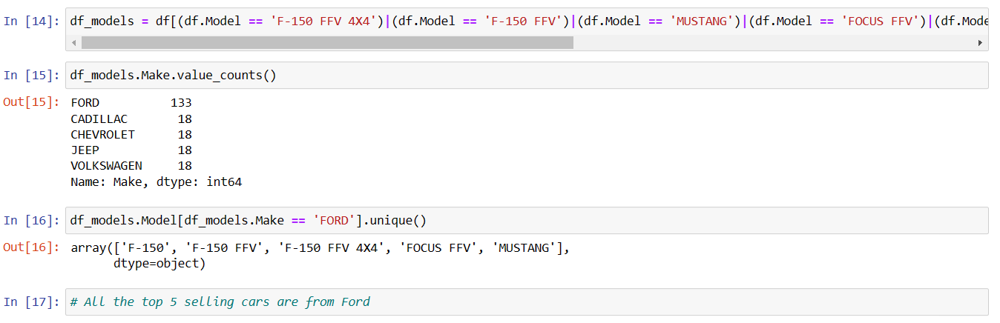 In [14]: df_models = df[(df.Model == 'F-150 FFV 4X4')|(df.Model == 'F-150 FFV')|(df.Model == 'MUSTANG')|(df.Model == 'FOCUS FFV')|(df.Mode
In [15]: df_models.Make.value_counts()
Out[15]: FORD          133
CADILLAC       18
CHEVROLET      18
JEEP           18
VOLKSWAGEN     18
Name: Make, dtype: int64
In [16]: df_models.Model[df_models.Make == 'FORD'].unique()
Out[16]: array(['F-150', 'F-150 FFV', 'F-150 FFV 4X4', 'FOCUS FFV', 'MUSTANG'],
      dtype=object)
In [17]: # All the top 5 selling cars are from Ford